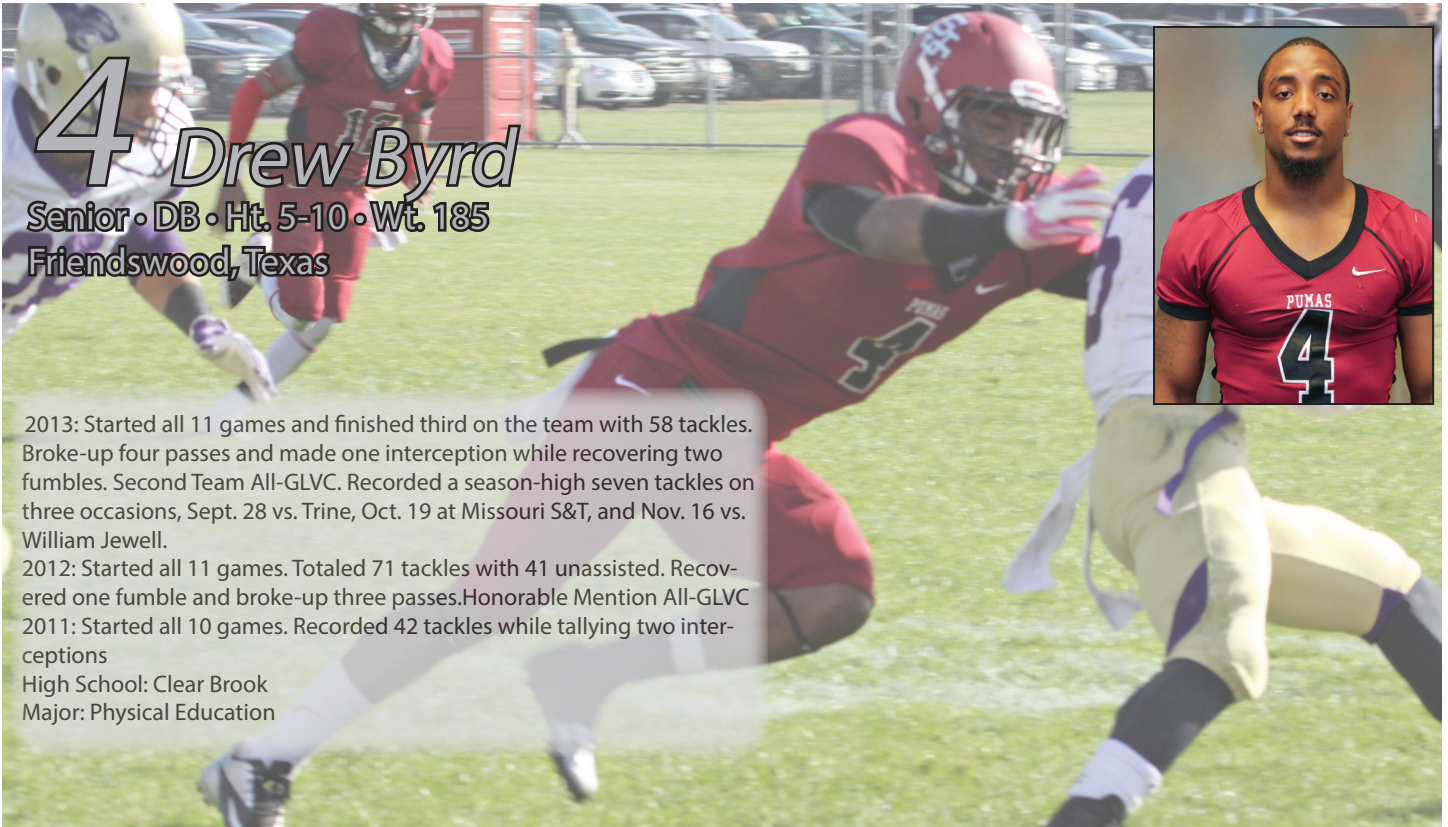 4 Drew Byrd
Senior • DB • Ht. 5-10 • Wt. 185
Friendswood, Texas
PUMAS
12
PUMAS
4
PUMAS
4
2013: Started all 11 games and finished third on the team with 58 tackles.
Broke-up four passes and made one interception while recovering two
fumbles. Second Team All-GLVC. Recorded a season-high seven tackles on
three occasions, Sept. 28 vs. Trine, Oct. 19 at Missouri S&T, and Nov. 16 vs.
William Jewell.
2012: Started all 11 games. Totaled 71 tackles with 41 unassisted. Recov-
ered one fumble and broke-up three passes.Honorable Mention All-GLVC
2011: Started all 10 games. Recorded 42 tackles while tallying two inter-
ceptions
High School: Clear Brook
Major: Physical Education